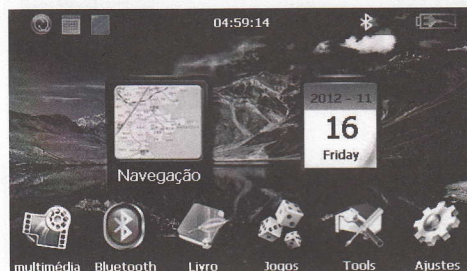 04:59:14
2012 - 11
16
Friday
Navegação
multimédia Bluetooth Livro Jogos Tools Ajustes